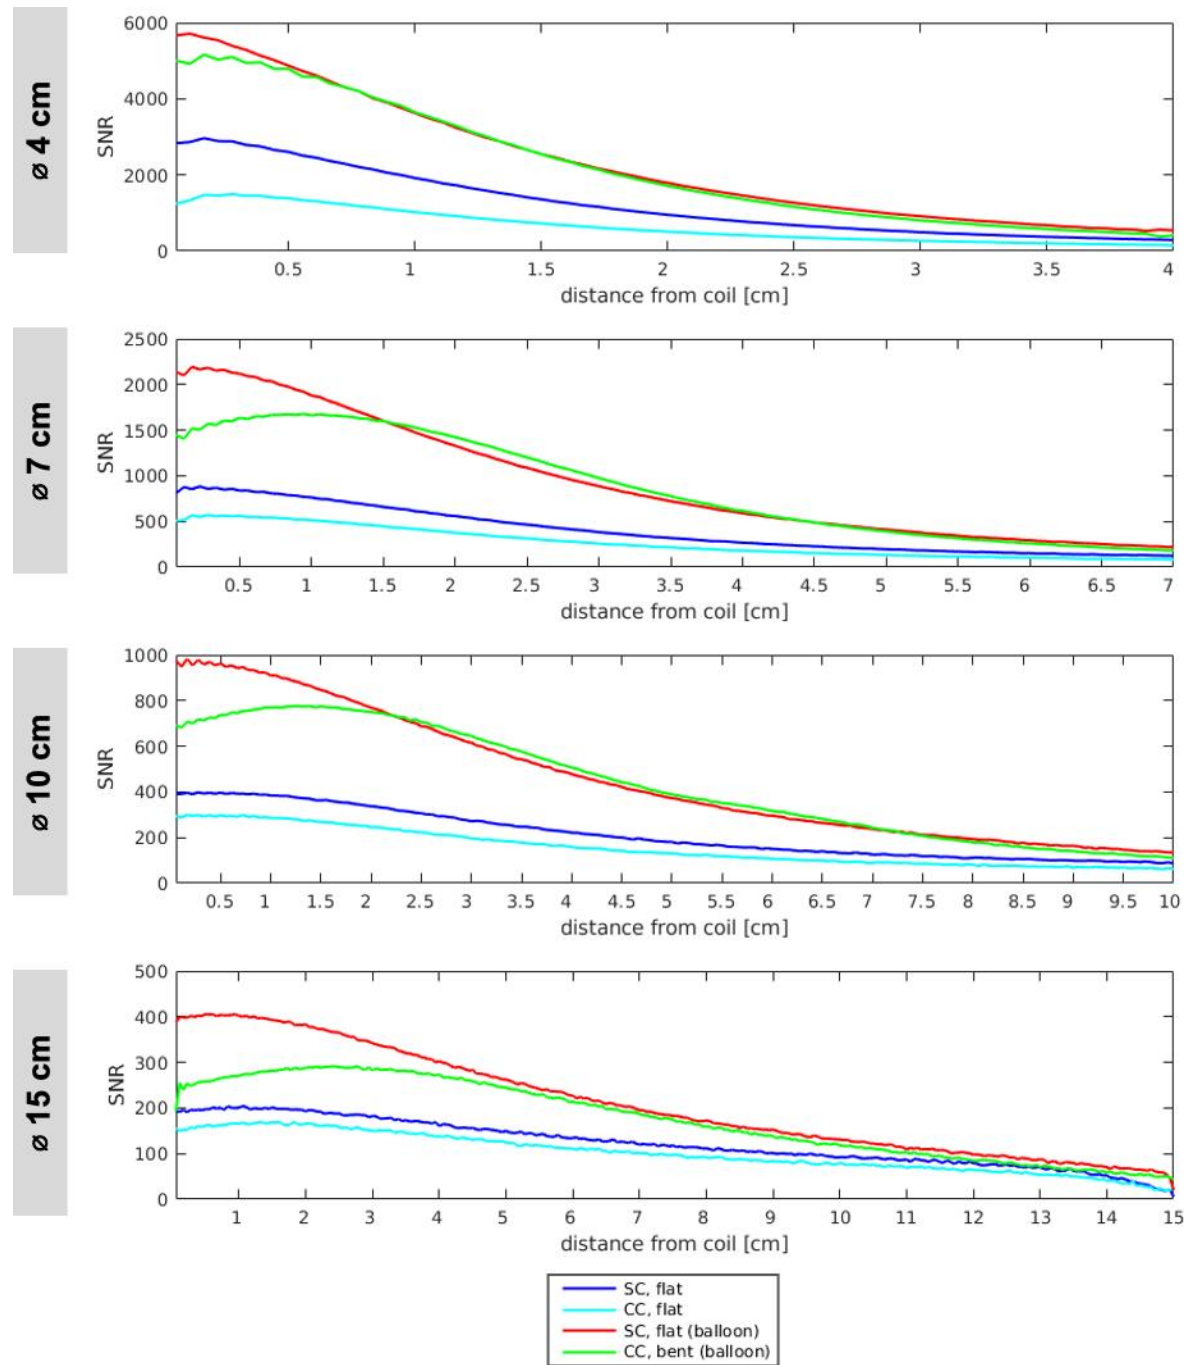 ø 4 cm
6000
4000
2000
0
SNR
0.5 1 1.5 2 2.5 3 3.5 4
distance from coil [cm]
ø 7 cm
2500
2000
1500
1000
500
0
SNR
0.5 1 1.5 2 2.5 3 3.5 4 4.5 5 5.5 6 6.5 7
distance from coil [cm]
ø 10 cm
1000
800
600
400
200
0
SNR
0.5 1 1.5 2 2.5 3 3.5 4 4.5 5 5.5 6 6.5 7 7.5 8 8.5 9 9.5 10
distance from coil [cm]
ø 15 cm
500
400
300
200
100
0
SNR
1 2 3 4 5 6 7 8 9 10 11 12 13 14 15
distance from coil [cm]
SC, flat
CC, flat
SC, flat (balloon)
CC, bent (balloon)